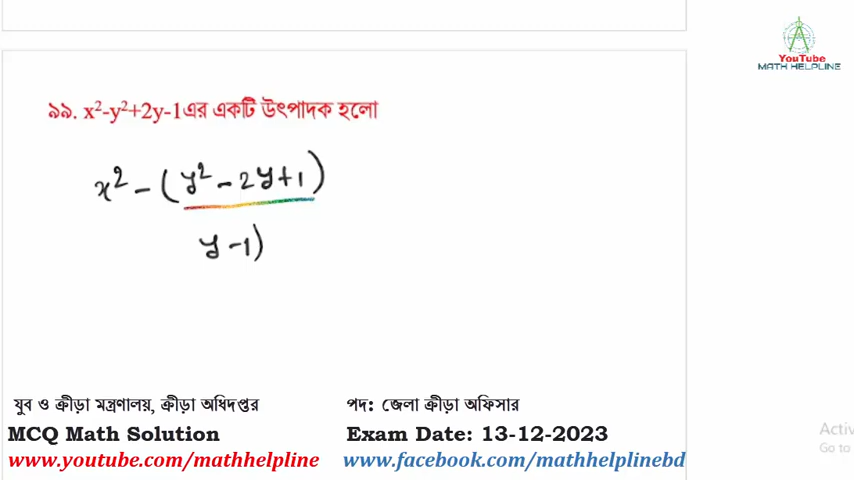 YouTube
MATH HELPLINE
৯৯. x²-y²+2y-1এর একটি উৎপাদক হলো
x² - (y² - 2y+1)
y -1)
যুব ও ক্রীড়া মন্ত্রণালয়, ক্রীড়া অধিদপ্তর
পদ: জেলা ক্রীড়া অফিসার
MCQ Math Solution
Exam Date: 13-12-2023
www.youtube.com/mathhelpline
www.facebook.com/mathhelplinebd
Activ
Go to